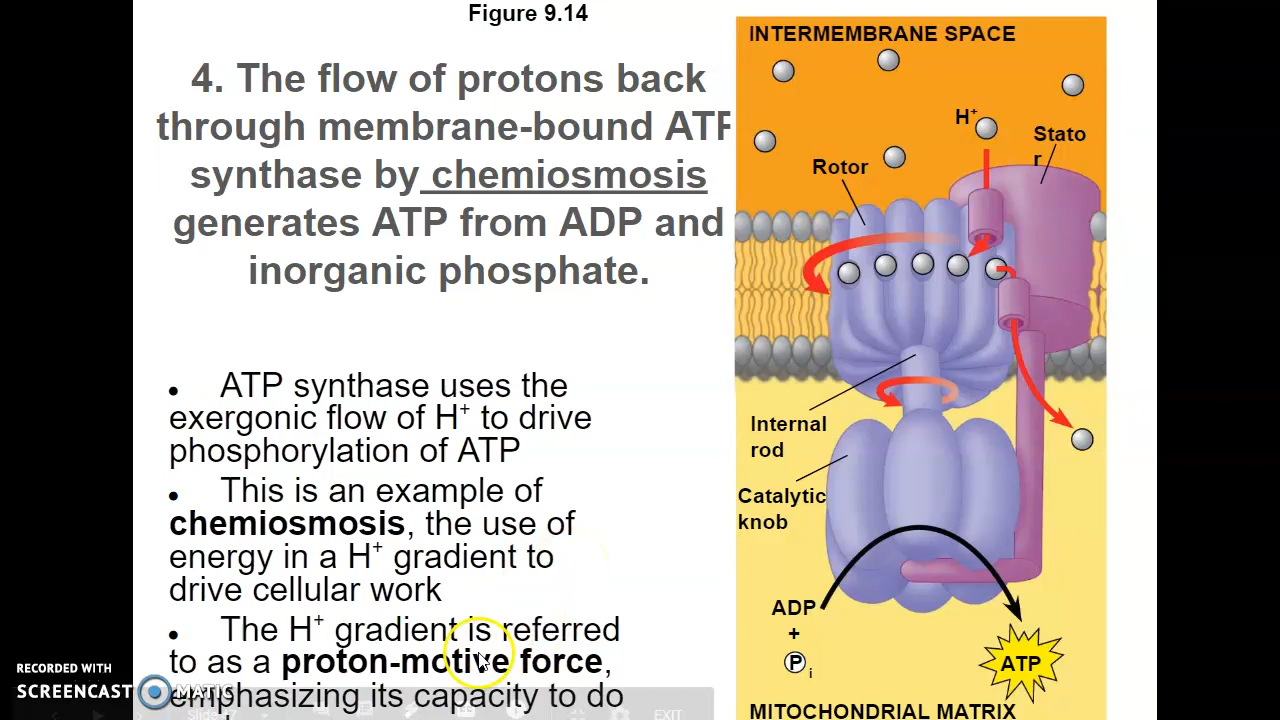 Figure 9.14
4. The flow of protons back
through membrane-bound ATP
synthase by chemiosmosis
generates ATP from ADP and
inorganic phosphate.
• ATP synthase uses the
exergonic flow of H⁺ to drive
phosphorylation of ATP
• This is an example of
chemiosmosis, the use of
energy in a H⁺ gradient to
drive cellular work
• The H⁺ gradient is referred
to as a proton-motive force,
emphasizing its capacity to do
INTERMEMBRANE SPACE
H⁺
Stato
r
Rotor
Internal
rod
Catalytic
knob
ADP
+
P i
ATP
MITOCHONDRIAL MATRIX
RECORDED WITH
SCREENCAST MATIC
EXIT